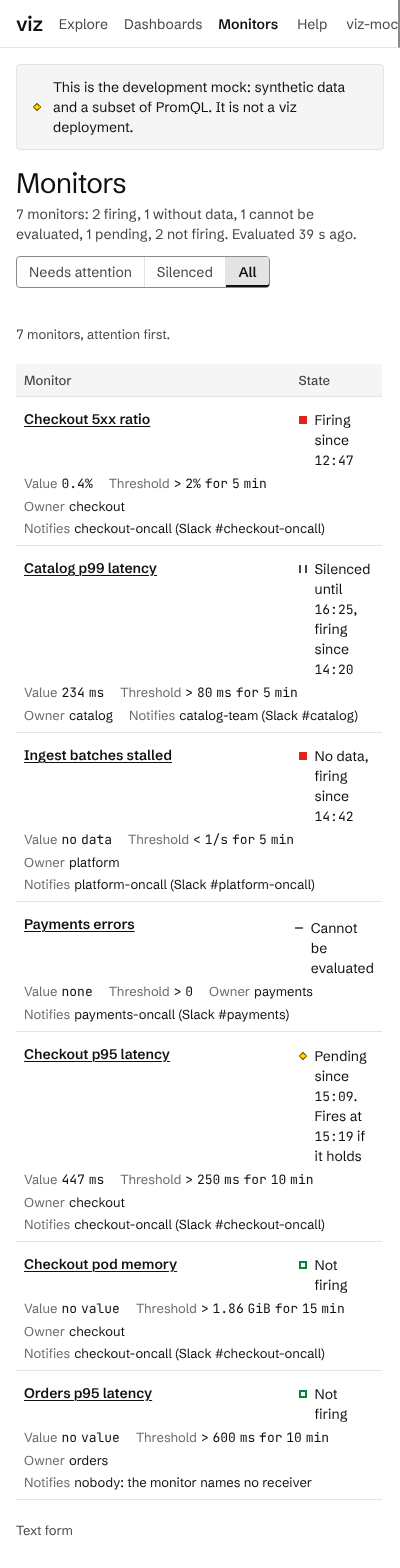 viz Explore Dashboards Monitors Help viz-moc
This is the development mock: synthetic data
and a subset of PromQL. It is not a viz
deployment.
Monitors
7 monitors: 2 firing, 1 without data, 1 cannot be
evaluated, 1 pending, 2 not firing. Evaluated 39 s ago.
Needs attention Silenced All
7 monitors, attention first.
Monitor State
Checkout 5xx ratio Firing
since
12:47
Value 0.4% Threshold > 2% for 5 min
Owner checkout
Notifies checkout-oncall (Slack #checkout-oncall)
Catalog p99 latency Silenced
until
16:25,
firing
since
14:20
Value 234 ms Threshold > 80 ms for 5 min
Owner catalog Notifies catalog-team (Slack #catalog)
Ingest batches stalled No data,
firing
since
14:42
Value no data Threshold < 1/s for 5 min
Owner platform
Notifies platform-oncall (Slack #platform-oncall)
Payments errors Cannot
be
evaluated
Value none Threshold > 0 Owner payments
Notifies payments-oncall (Slack #payments)
Checkout p95 latency Pending
since
15:09.
Fires at
15:19 if
it holds
Value 447 ms Threshold > 250 ms for 10 min
Owner checkout
Notifies checkout-oncall (Slack #checkout-oncall)
Checkout pod memory Not
firing
Value no value Threshold > 1.86 GiB for 15 min
Owner checkout
Notifies checkout-oncall (Slack #checkout-oncall)
Orders p95 latency Not
firing
Value no value Threshold > 600 ms for 10 min
Owner orders
Notifies nobody: the monitor names no receiver
Text form